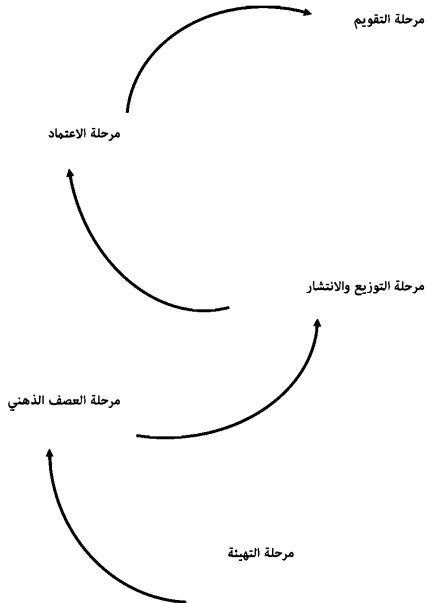 مرحلة التقويم
مرحلة الاعتماد
مرحلة التوزيع والانتشار
مرحلة العصف الذهني
مرحلة التهيئة